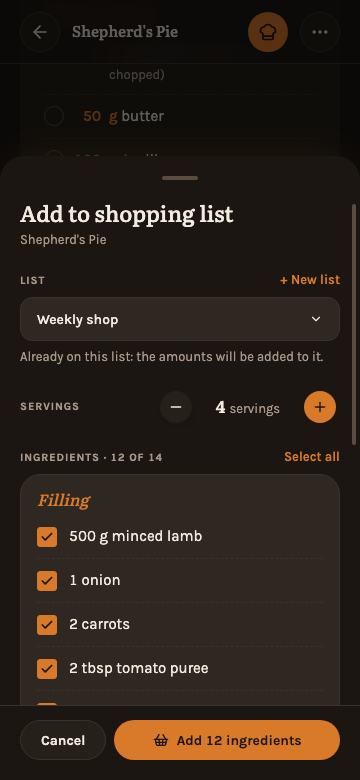 Shepherd's Pie
chopped)
50 g butter
Add to shopping list
Shepherd's Pie
LIST
+ New list
Weekly shop
Already on this list: the amounts will be added to it.
SERVINGS
4 servings
INGREDIENTS · 12 OF 14
Select all
Filling
500 g minced lamb
1 onion
2 carrots
2 tbsp tomato puree
Cancel
Add 12 ingredients